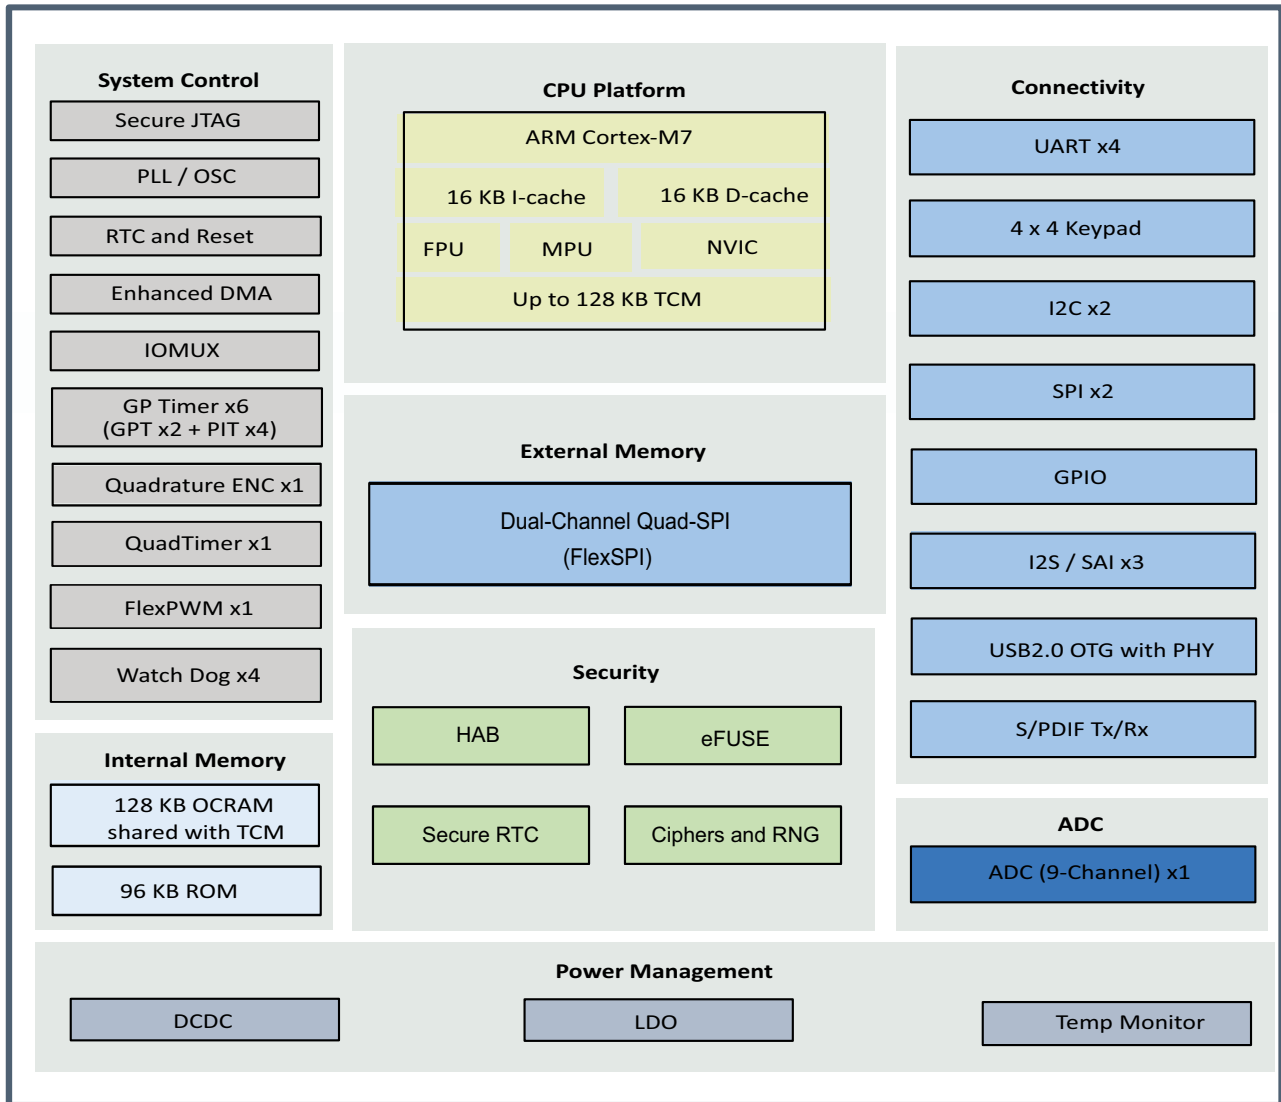 System Control
Secure JTAG
PLL / OSC
RTC and Reset
Enhanced DMA
IOMUX
GP Timer x6
(GPT x2 + PIT x4)
Quadrature ENC x1
QuadTimer x1
FlexPWM x1
Watch Dog x4
Internal Memory
128 KB OCRAM
shared with TCM
96 KB ROM
CPU Platform
ARM Cortex-M7
16 KB I-cache
16 KB D-cache
FPU
MPU
NVIC
Up to 128 KB TCM
External Memory
Dual-Channel Quad-SPI
(FlexSPI)
Security
HAB
eFUSE
Secure RTC
Ciphers and RNG
Connectivity
UART x4
4 x 4 Keypad
I2C x2
SPI x2
GPIO
I2S / SAI x3
USB2.0 OTG with PHY
S/PDIF Tx/Rx
ADC
ADC (9-Channel) x1
Power Management
DCDC
LDO
Temp Monitor